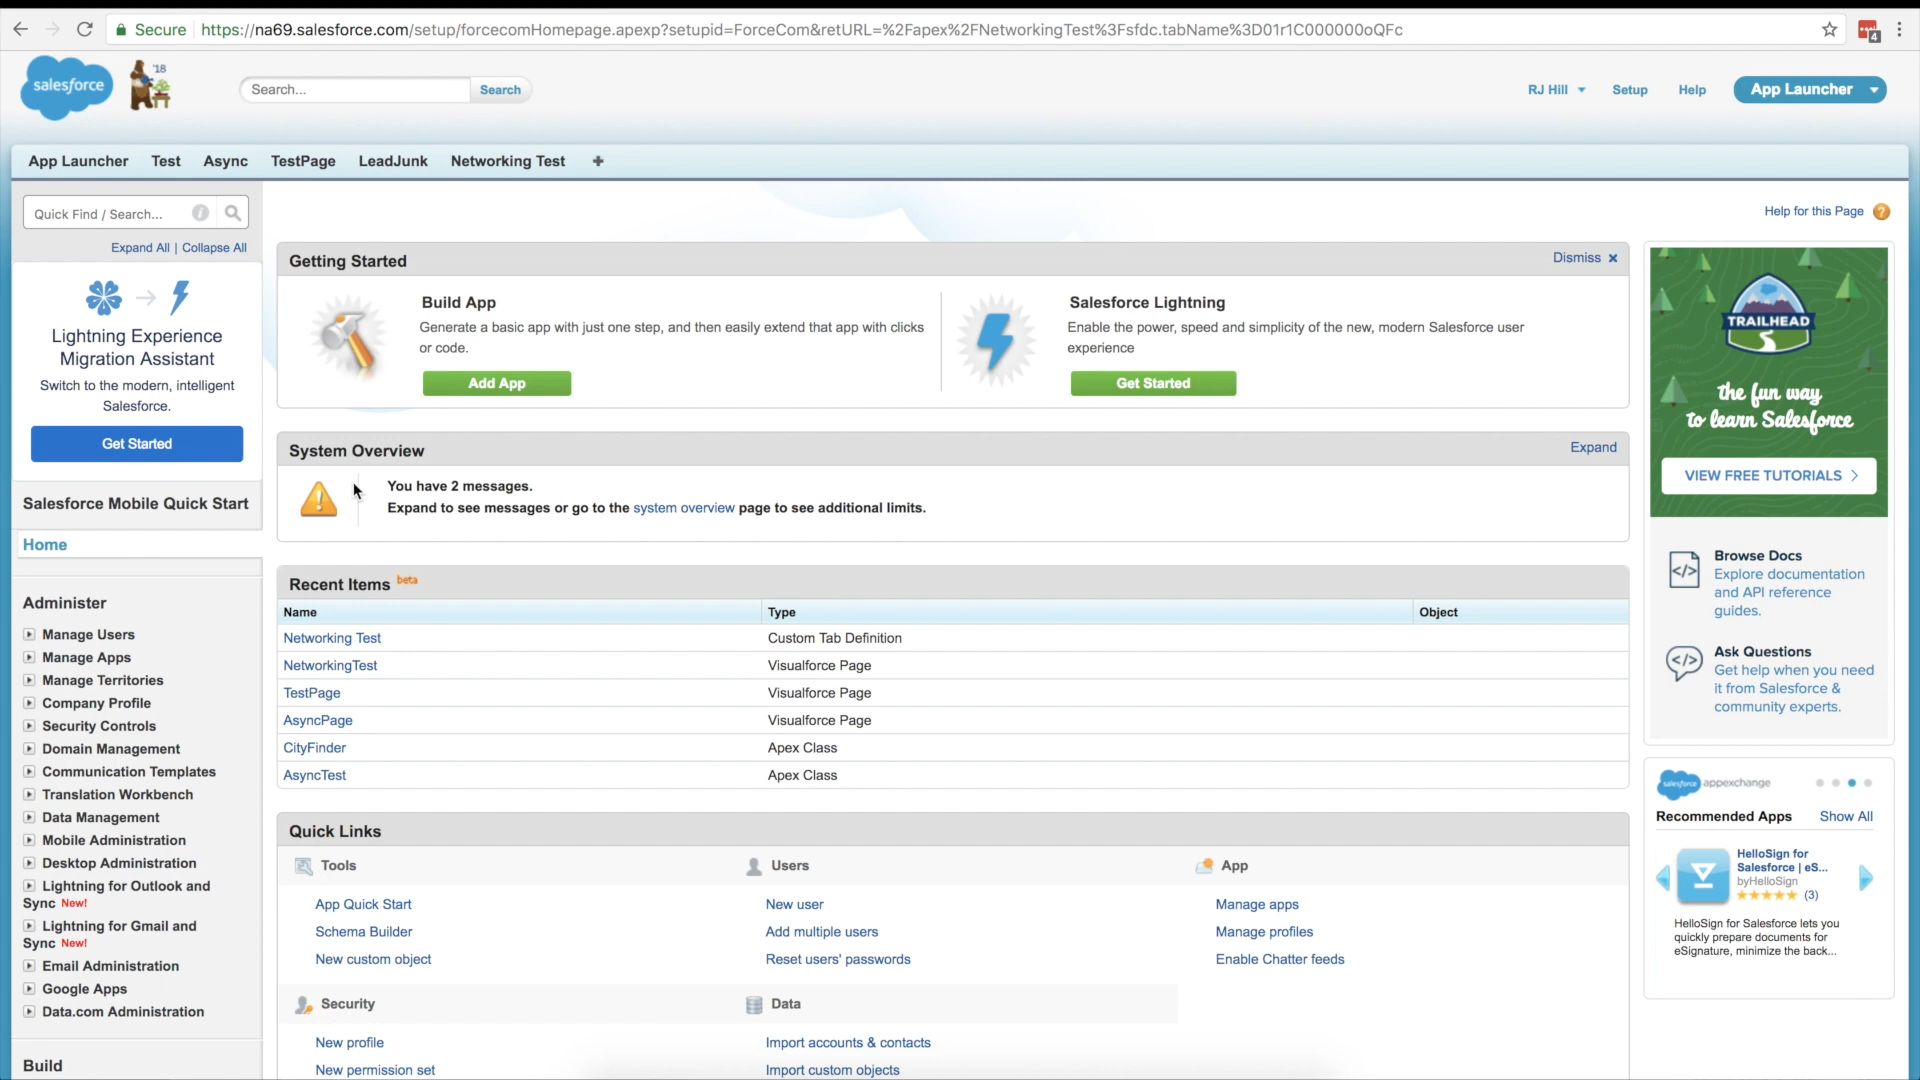 Secure https://na69.salesforce.com/setup/forcecomHomepage.apexp?setupid=ForceCom&retURL=%2Fapex%2FNetworkingTest%3Fsfdc.tabName%3D01r1C000000oQFc
4
salesforce
'18
Search...
Search
RJ Hill
Setup
Help
App Launcher
App Launcher
Test
Async
TestPage
LeadJunk
Networking Test
Quick Find / Search...
Expand All | Collapse All
Lightning Experience
Migration Assistant
Switch to the modern, intelligent
Salesforce.
Get Started
Salesforce Mobile Quick Start
Home
Administer
Manage Users
Manage Apps
Manage Territories
Company Profile
Security Controls
Domain Management
Communication Templates
Translation Workbench
Data Management
Mobile Administration
Desktop Administration
Lightning for Outlook and
Sync New!
Lightning for Gmail and
Sync New!
Email Administration
Google Apps
Data.com Administration
Build
Help for this Page
Getting Started
Dismiss
Build App
Generate a basic app with just one step, and then easily extend that app with clicks
or code.
Add App
Salesforce Lightning
Enable the power, speed and simplicity of the new, modern Salesforce user
experience
Get Started
System Overview
Expand
You have 2 messages.
Expand to see messages or go to the system overview page to see additional limits.
Recent Items beta
Name Type Object
Networking Test Custom Tab Definition
NetworkingTest Visualforce Page
TestPage Visualforce Page
AsyncPage Visualforce Page
CityFinder Apex Class
AsyncTest Apex Class
Quick Links
Tools
App Quick Start
Schema Builder
New custom object
Users
New user
Add multiple users
Reset users' passwords
App
Manage apps
Manage profiles
Enable Chatter feeds
Security
New profile
New permission set
Data
Import accounts & contacts
Import custom objects
TRAILHEAD
the fun way
to learn Salesforce
VIEW FREE TUTORIALS
Browse Docs
Explore documentation
and API reference
guides.
Ask Questions
Get help when you need
it from Salesforce &
community experts.
salesforce appexchange
Recommended Apps
Show All
HelloSign for
Salesforce | eS...
byHelloSign
(3)
HelloSign for Salesforce lets you
quickly prepare documents for
eSignature, minimize the back...